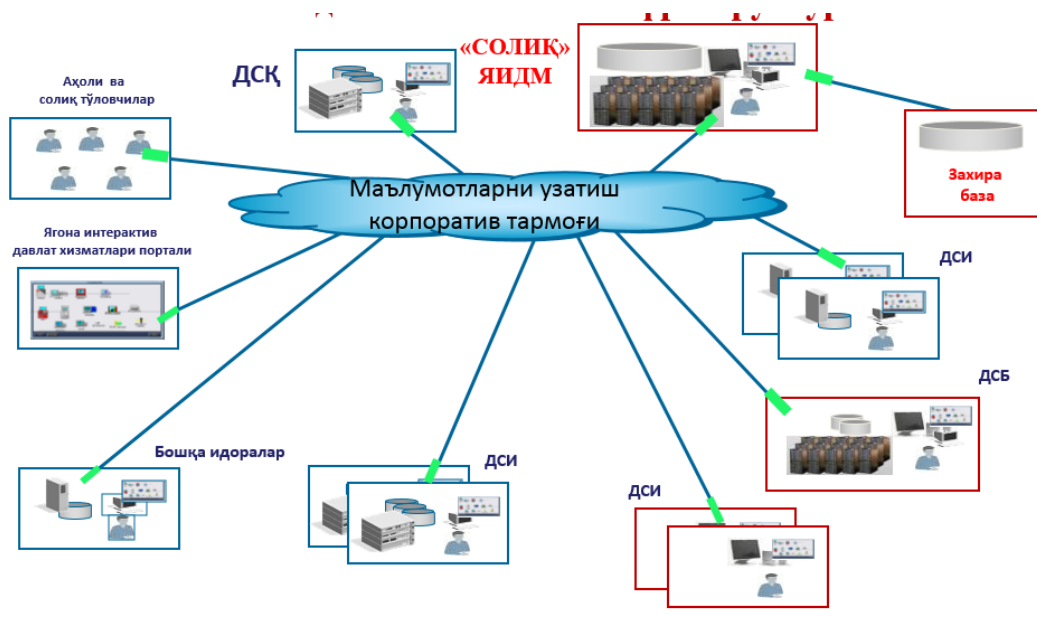 «СОЛИҚ»
ЯИДМ
ДСҚ
Аҳоли ва
солиқ тўловчилар
Захира
база
Маълумотларни узатиш
корпоратив тармоғи
Ягона интерактив
давлат хизматлари портали
ДСИ
ДСБ
Бошқа идоралар
ДСИ
ДСИ